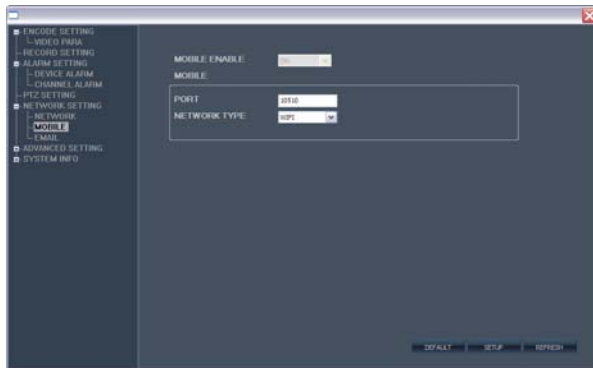 ENCODE SETTING
VIDEO PARA
RECORD SETTING
ALARM SETTING
DEVICE ALARM
CHANNEL ALARM
PTZ SETTING
NETWORK SETTING
NETWORK
MOBILE
EMAIL
ADVANCED SETTING
SYSTEM INFO
MOBILE ENABLE
MOBILE
PORT 10510
NETWORK TYPE WIFI
DEFAULT SETUP REFRESH